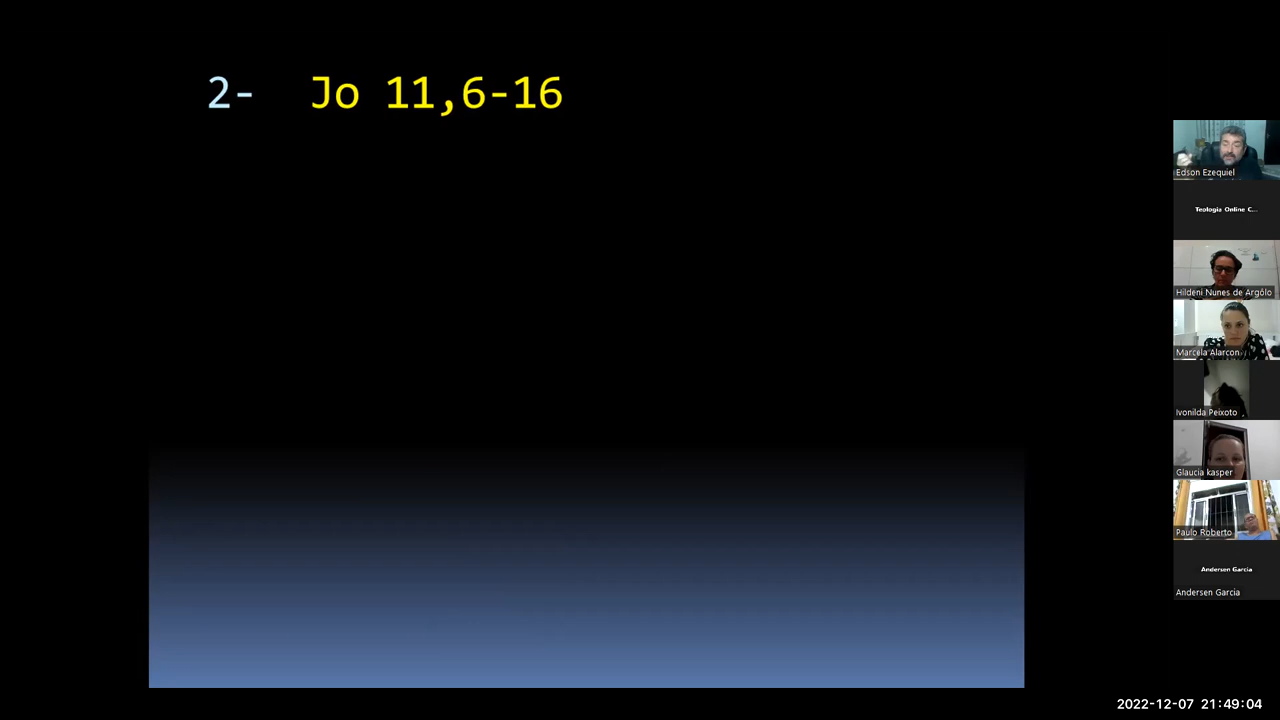 2- Jo 11,6-16
Edson Ezequiel
Teologia Online C...
Hildeni Nunes de Argôlo
Marcela Alarcon
Ivonilda Peixoto
Glaucia kasper
Paulo Roberto
Andersen Garcia
Andersen Garcia
2022-12-07 21:49:04